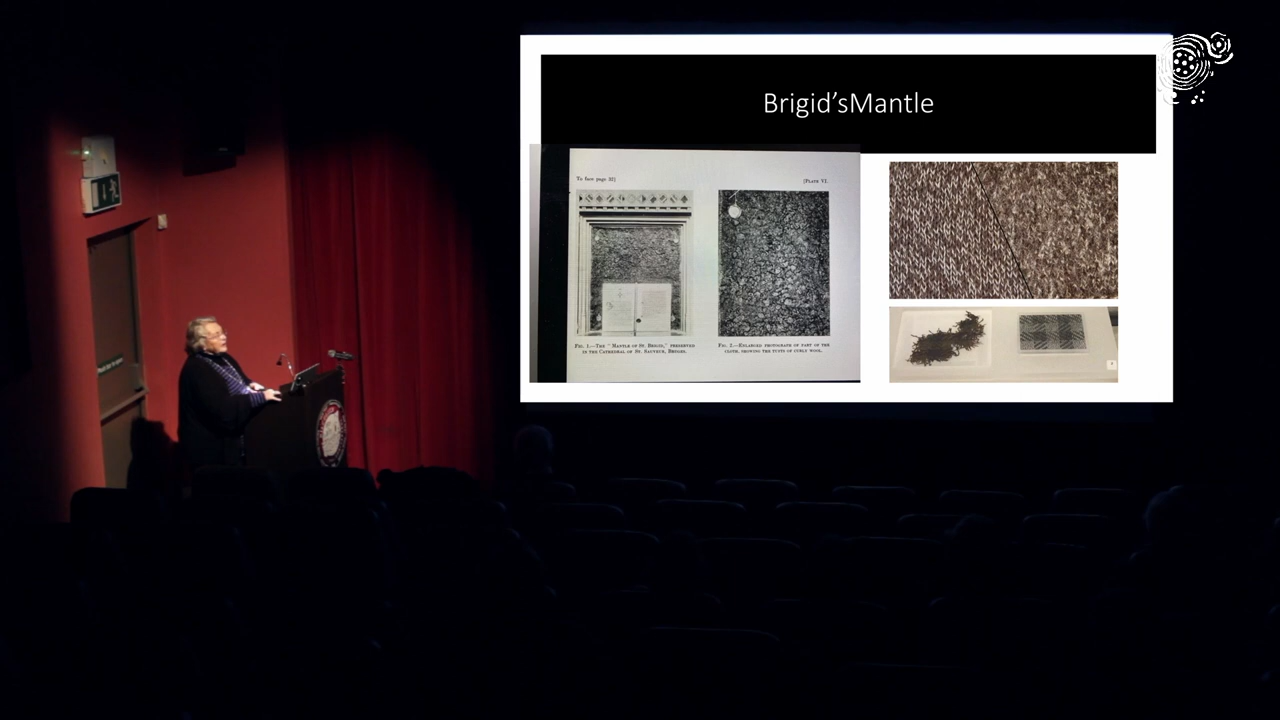 Brigid'sMantle
To face page 32]
[PLATE VI.
FIG. 1.—THE "MANTLE OF ST. BRIGID," PRESERVED
IN THE CATHEDRAL OF ST. SAUVEUR, BRUGES.
FIG. 2.—ENLARGED PHOTOGRAPH OF PART OF THE
CLOTH, SHOWING THE TUFTS OF CURLY WOOL.